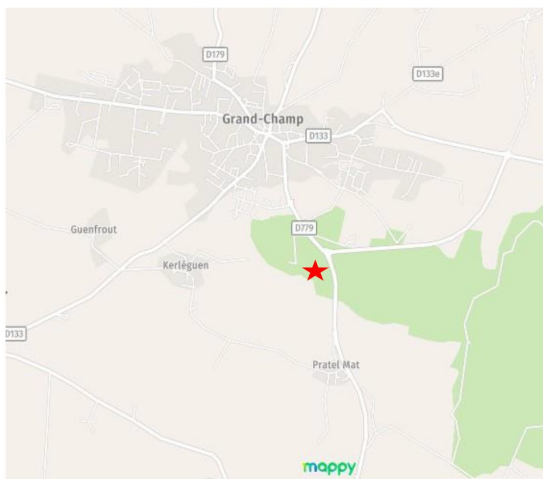 D179
D133e
Grand-Champ
D133
D779
Guenfrout
Kerléguen
D133
Pratel Mat
mappy